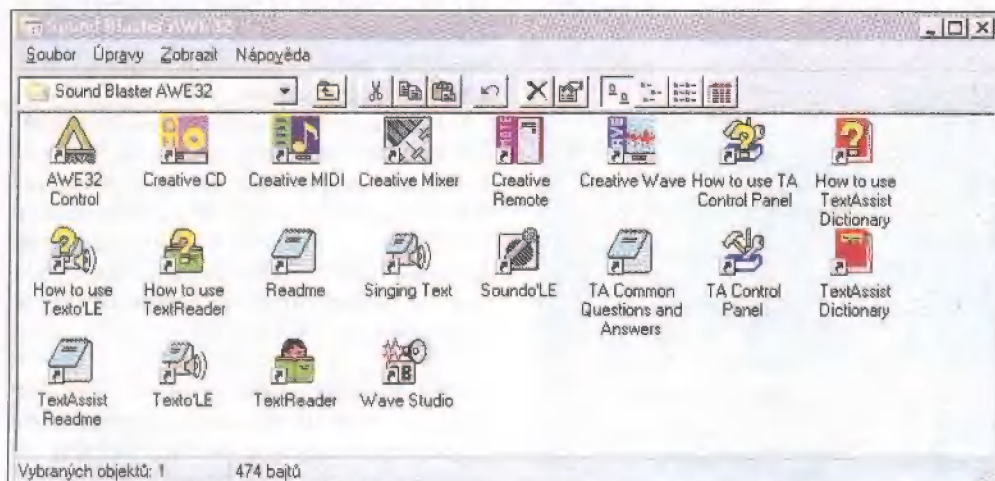 Sound Blaster AWE32
Soubor Úpravy Zobrazit Nápověda
Sound Blaster AWE32
AWE32 Control
Creative CD
Creative MIDI
Creative Mixer
Creative Remote
Creative Wave
How to use TA Control Panel
How to use TextAssist Dictionary
How to use Texto'LE
How to use TextReader
Readme
Singing Text
Soundo'LE
TA Common Questions and Answers
TA Control Panel
TextAssist Dictionary
TextAssist Readme
Texto'LE
TextReader
Wave Studio
Vybraných objektů: 1 474 bajtů